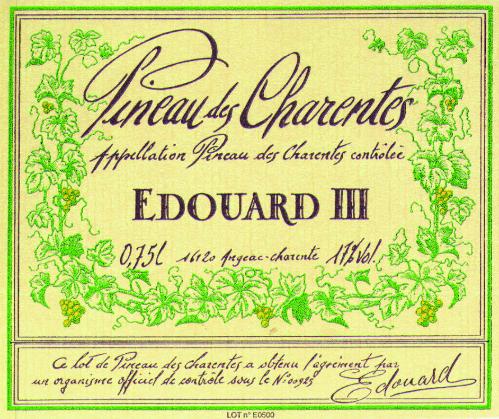 Pineau des Charentes
Appellation Pineau des Charentes contrôlée
EDOUARD III
0,75l 16120 Angeac-charente 17%vol.
Ce lot de Pineau des charentes a obtenu l'agrément par
un organisme officiel de contrôle sous le N°00925
Edouard
LOT n° E0500